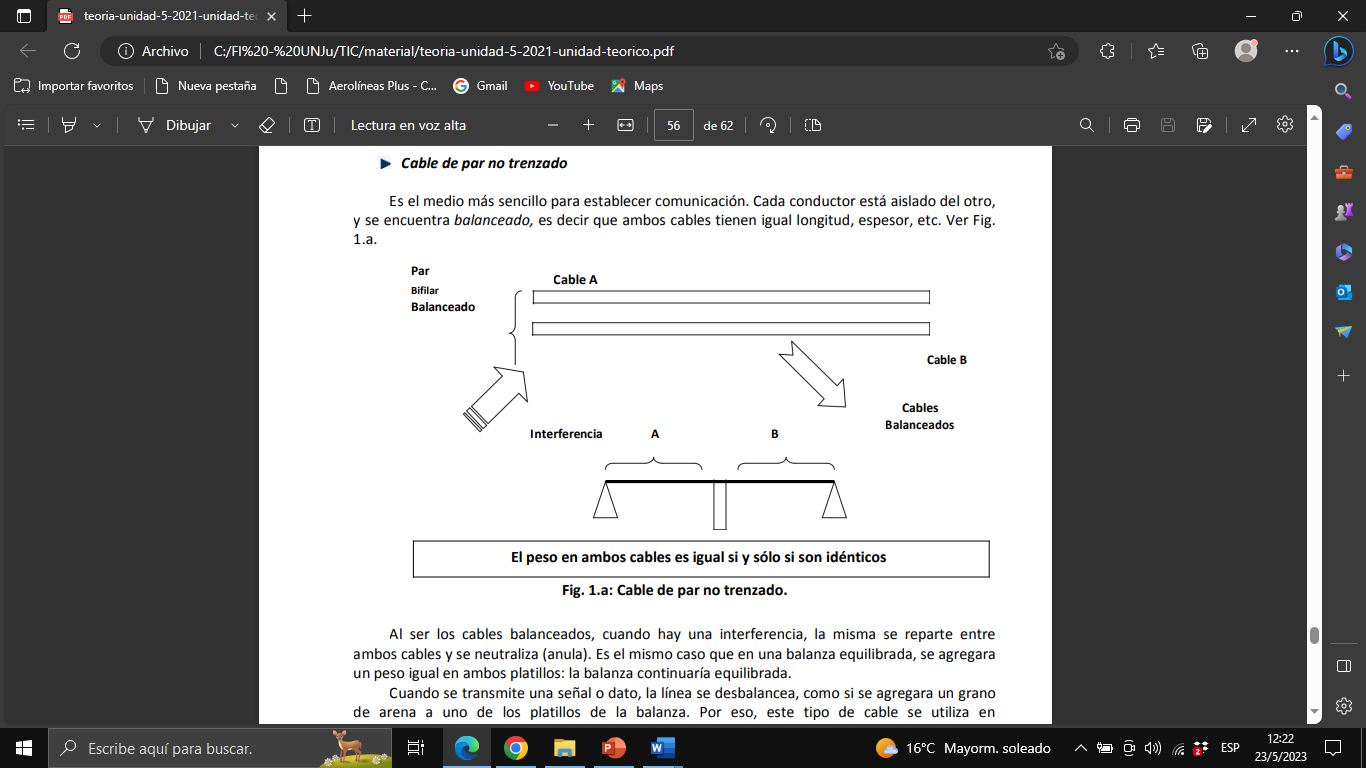 teoria-unidad-5-2021-unidad-te
Archivo
C:/FI%20-%20UNJu/TIC/material/teoria-unidad-5-2021-unidad-teorico.pdf
Importar favoritos
Nueva pestaña
Aerolíneas Plus - C...
Gmail
YouTube
Maps
Dibujar
Lectura en voz alta
56
de 62
Cable de par no trenzado
Es el medio más sencillo para establecer comunicación. Cada conductor está aislado del otro,
y se encuentra balanceado, es decir que ambos cables tienen igual longitud, espesor, etc. Ver Fig.
1.a.
Par
Bifilar
Balanceado
Cable A
Cable B
Cables
Balanceados
Interferencia
A
B
El peso en ambos cables es igual si y sólo si son idénticos
Fig. 1.a: Cable de par no trenzado.
Al ser los cables balanceados, cuando hay una interferencia, la misma se reparte entre
ambos cables y se neutraliza (anula). Es el mismo caso que en una balanza equilibrada, se agregara
un peso igual en ambos platillos: la balanza continuaría equilibrada.
Cuando se transmite una señal o dato, la línea se desbalancea, como si se agregara un grano
de arena a uno de los platillos de la balanza. Por eso, este tipo de cable se utiliza en
Escribe aquí para buscar.
16°C Mayorm. soleado
ESP
12:22
23/5/2023